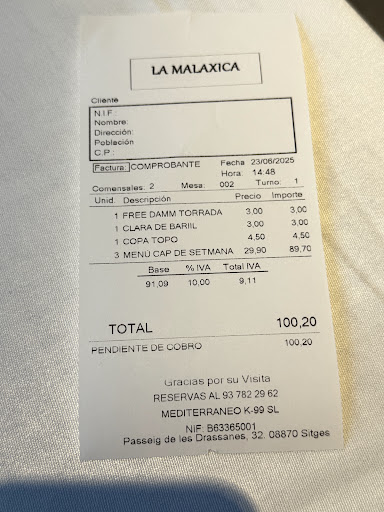 LA MALAXICA
Cliente
N.I.F.
Nombre:
Dirección:
Población
C.P.:
Factura: COMPROBANTE Fecha 23/06/2025
Hora: 14:48
Comensales: 2 Mesa: 002 Turno: 1
Unid. Descripción Precio Importe
1 FREE DAMM TORRADA 3,00 3,00
1 CLARA DE BARIIL 3,00 3,00
1 COPA TOPO 4,50 4,50
3 MENÚ CAP DE SETMANA 29,90 89,70
Base % IVA Total IVA
91,09 10,00 9,11
TOTAL 100,20
PENDIENTE DE COBRO 100,20
Gracias por su Visita
RESERVAS AL 93 782 29 62
MEDITERRANEO K-99 SL
NIF: B63365001
Passeig de les Drassanes, 32. 08870 Sitges